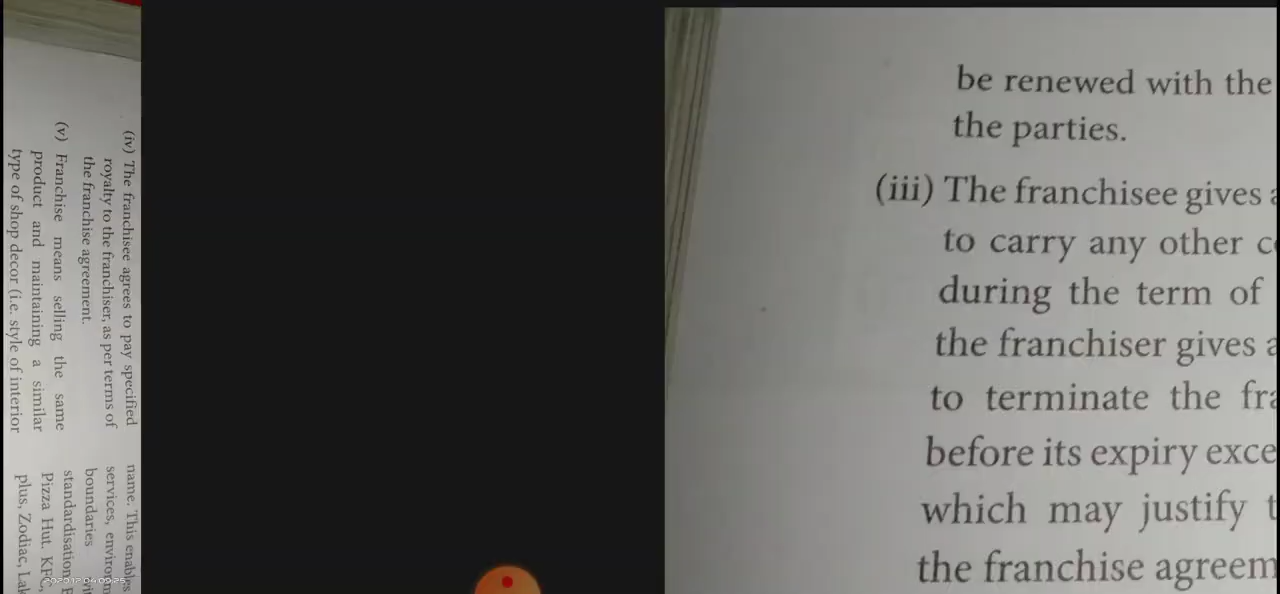 (iv) The franchisee agrees to pay specified
royalty to the franchiser, as per terms of
the franchise agreement.
(v) Franchise means selling the same
product and maintaining a similar
type of shop decor (i.e. style of interior
name. This enables
services,
boundaries
standardisation
Pizza Hut. KFC,
plus, Zodiac,
be renewed with the
the parties.
(iii) The franchisee gives
to carry any other
during the term of
the franchiser gives
to terminate the
before its expiry
which may justify
the franchise